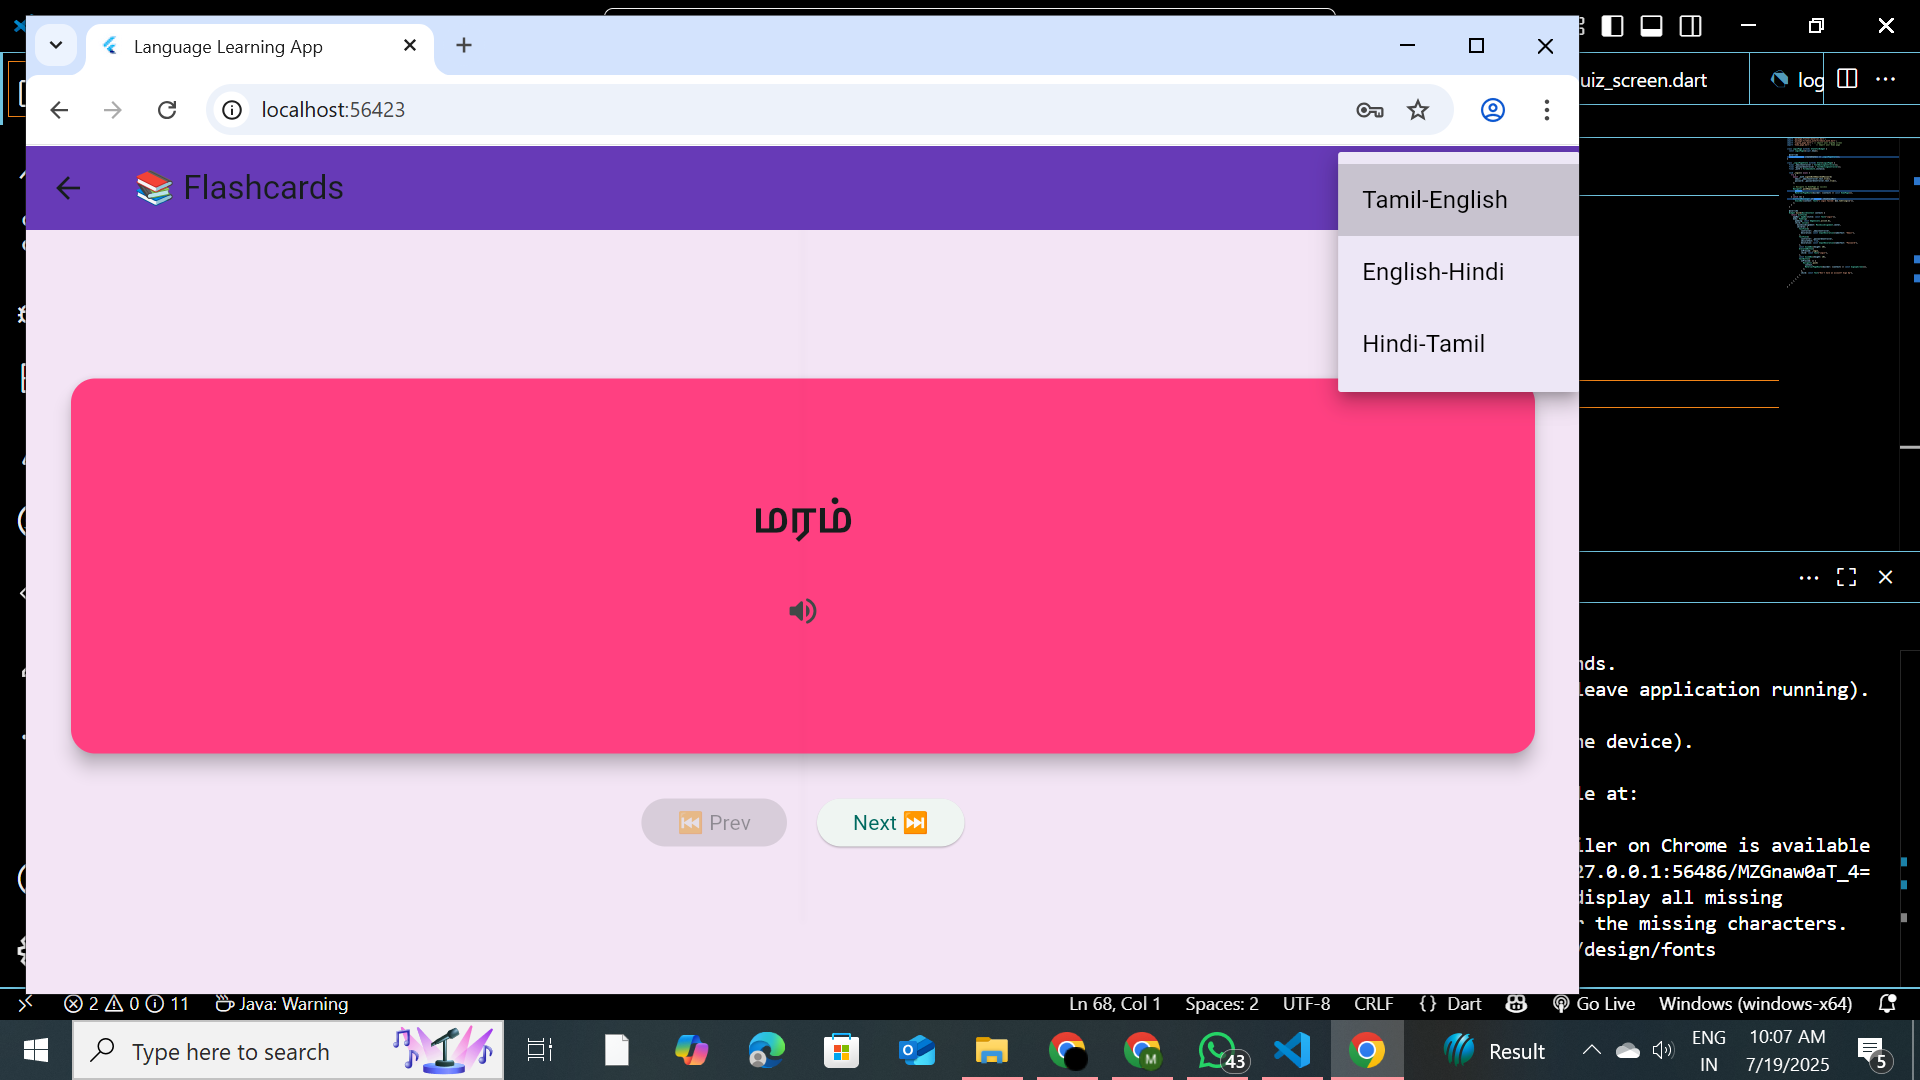 Language Learning App
localhost:56423
uiz_screen.dart
log
📚 Flashcards
Tamil-English
English-Hindi
Hindi-Tamil
மரம்
⏮ Prev
Next ⏭
leave application running).
device).
at:
on Chrome is available
27.0.0.1:56486/MZGnaw0aT_4=
display all missing
the missing characters.
/design/fonts
2 0 11
Java: Warning
Ln 68, Col 1
Spaces: 2
UTF-8
CRLF
{ } Dart
Go Live
Windows (windows-x64)
Type here to search
M
43
Result
ENG
IN
10:07 AM
7/19/2025
5